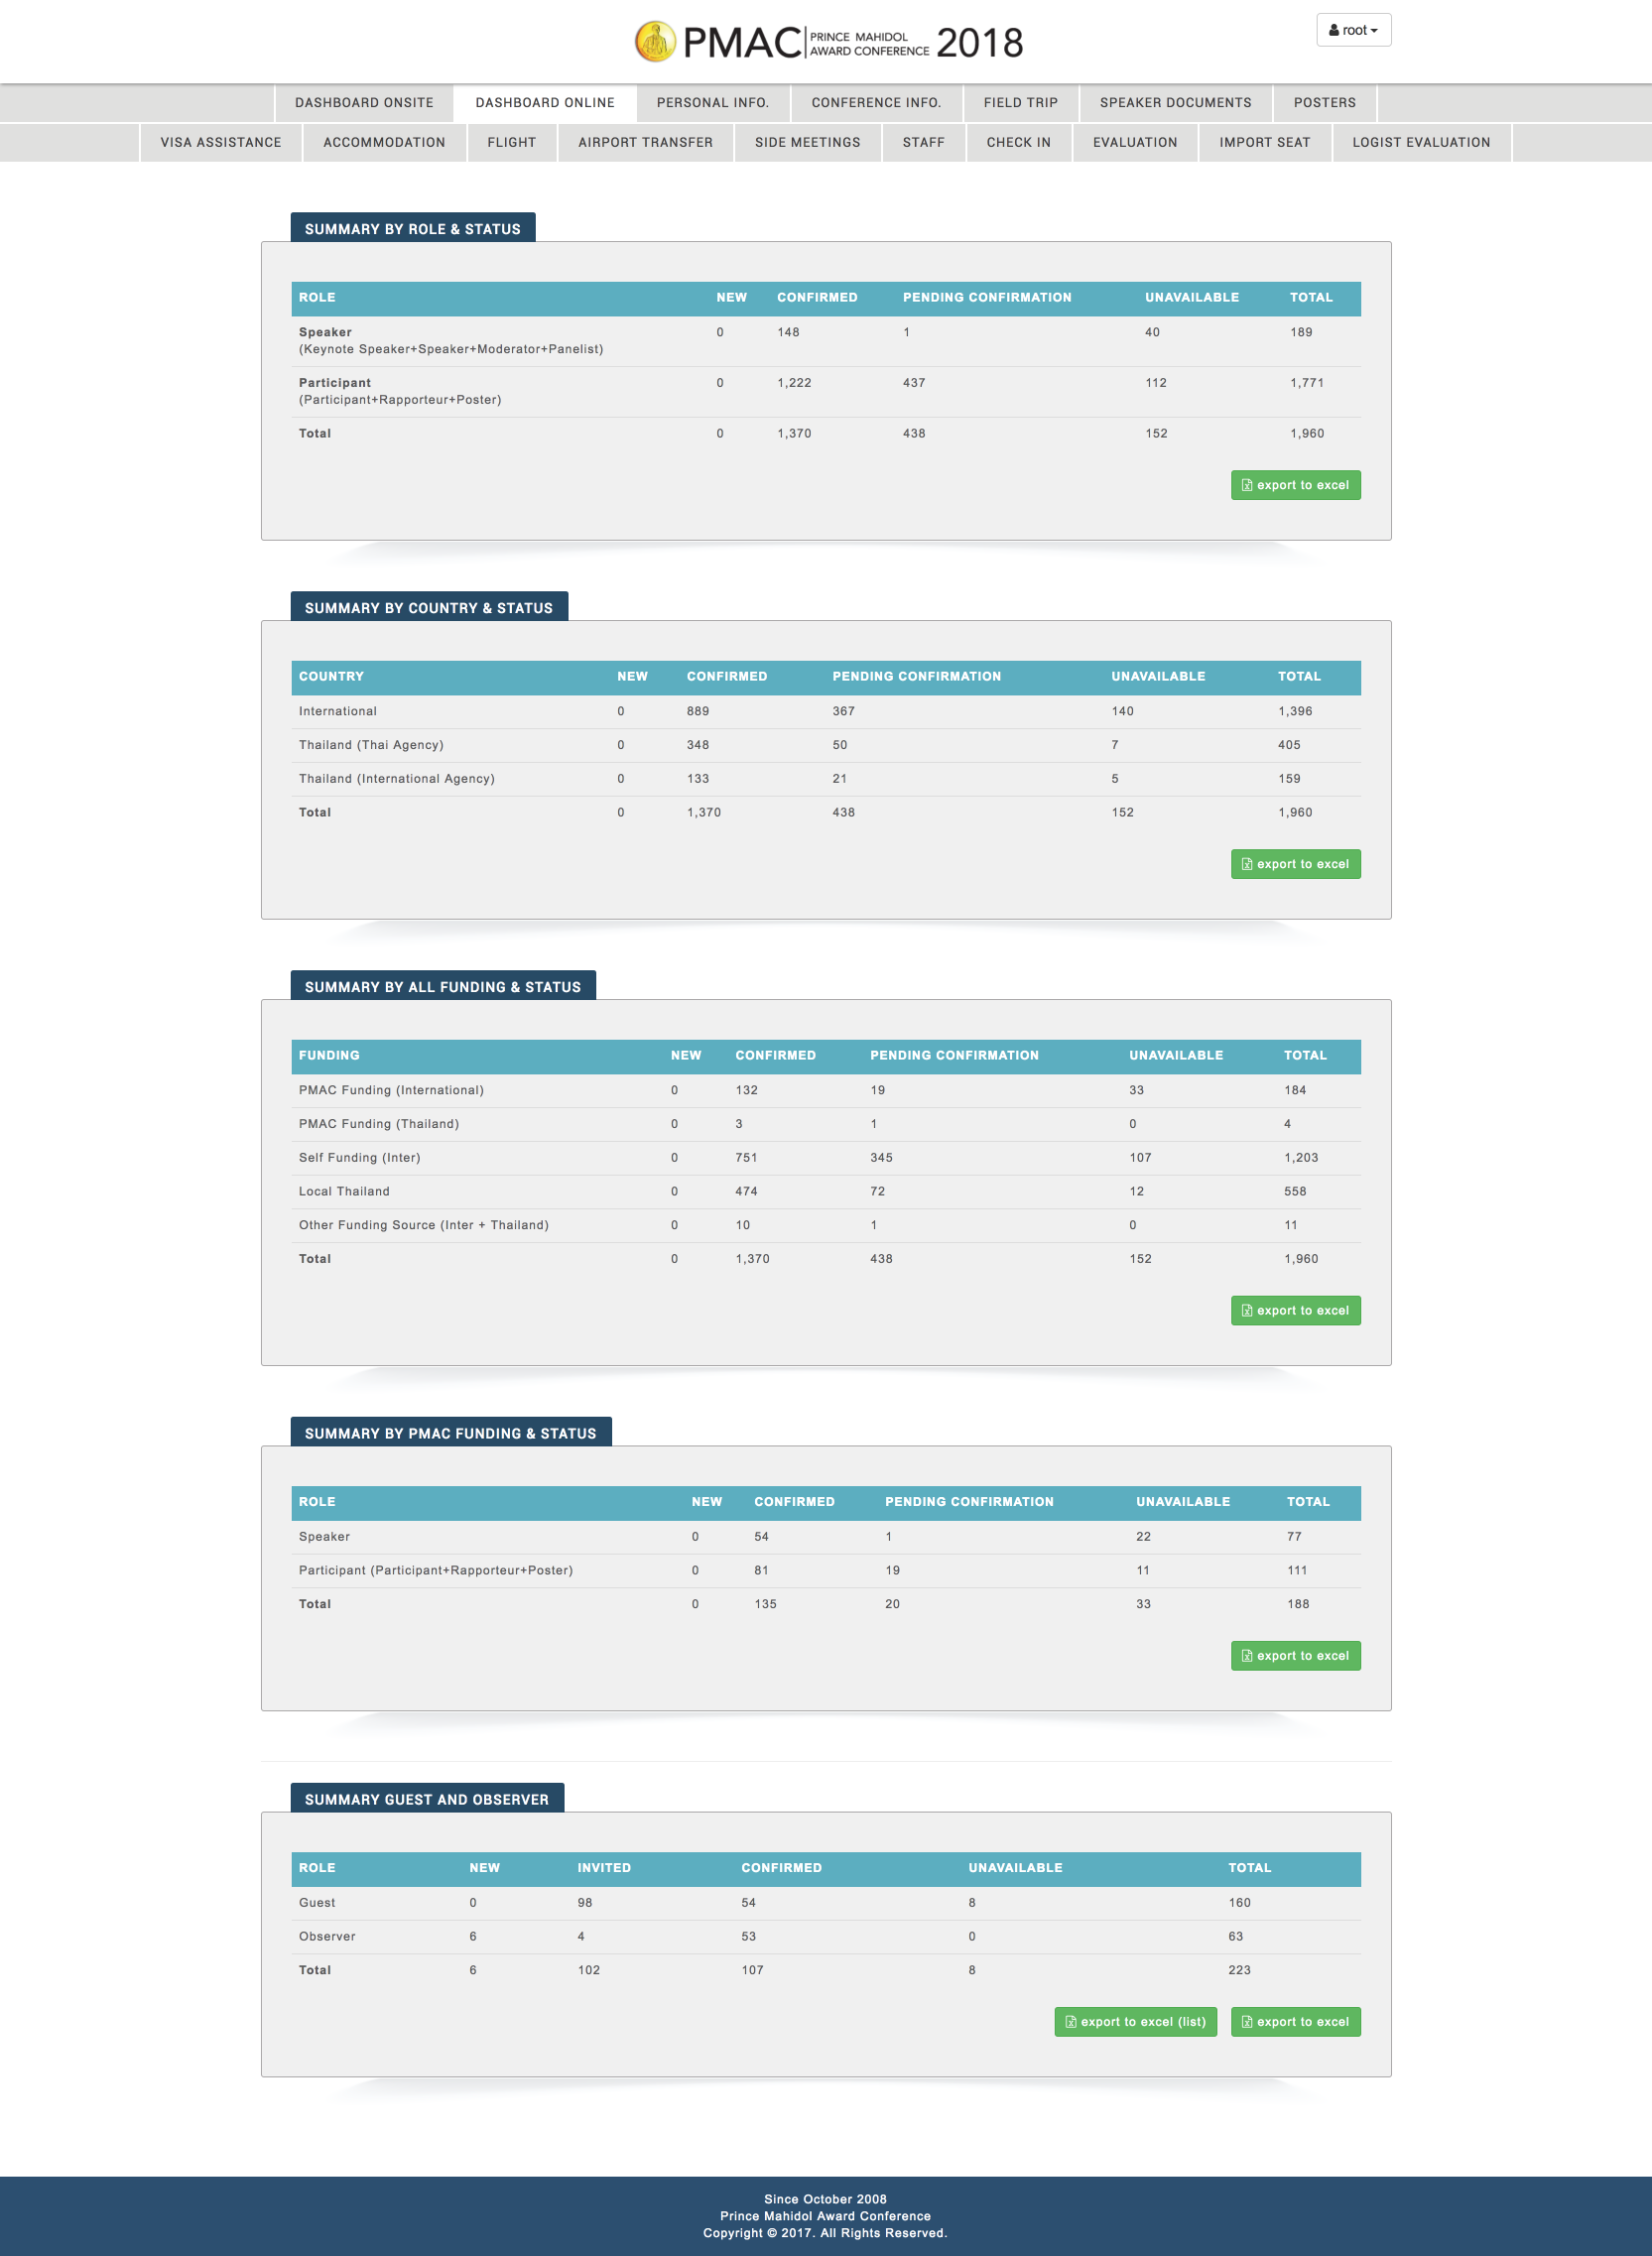 PMAC PRINCE MAHIDOL AWARD CONFERENCE 2018
root
DASHBOARD ONSITE DASHBOARD ONLINE PERSONAL INFO. CONFERENCE INFO. FIELD TRIP SPEAKER DOCUMENTS POSTERS
VISA ASSISTANCE ACCOMMODATION FLIGHT AIRPORT TRANSFER SIDE MEETINGS STAFF CHECK IN EVALUATION IMPORT SEAT LOGIST EVALUATION
SUMMARY BY ROLE & STATUS
ROLE NEW CONFIRMED PENDING CONFIRMATION UNAVAILABLE TOTAL
Speaker 0 148 1 40 189
(Keynote Speaker+Speaker+Moderator+Panelist)
Participant 0 1,222 437 112 1,771
(Participant+Rapporteur+Poster)
Total 0 1,370 438 152 1,960
export to excel
SUMMARY BY COUNTRY & STATUS
COUNTRY NEW CONFIRMED PENDING CONFIRMATION UNAVAILABLE TOTAL
International 0 889 367 140 1,396
Thailand (Thai Agency) 0 348 50 7 405
Thailand (International Agency) 0 133 21 5 159
Total 0 1,370 438 152 1,960
export to excel
SUMMARY BY ALL FUNDING & STATUS
FUNDING NEW CONFIRMED PENDING CONFIRMATION UNAVAILABLE TOTAL
PMAC Funding (International) 0 132 19 33 184
PMAC Funding (Thailand) 0 3 1 0 4
Self Funding (Inter) 0 751 345 107 1,203
Local Thailand 0 474 72 12 558
Other Funding Source (Inter + Thailand) 0 10 1 0 11
Total 0 1,370 438 152 1,960
export to excel
SUMMARY BY PMAC FUNDING & STATUS
ROLE NEW CONFIRMED PENDING CONFIRMATION UNAVAILABLE TOTAL
Speaker 0 54 1 22 77
Participant (Participant+Rapporteur+Poster) 0 81 19 11 111
Total 0 135 20 33 188
export to excel
SUMMARY GUEST AND OBSERVER
ROLE NEW INVITED CONFIRMED UNAVAILABLE TOTAL
Guest 0 98 54 8 160
Observer 6 4 53 0 63
Total 6 102 107 8 223
export to excel (list) export to excel
Since October 2008
Prince Mahidol Award Conference
Copyright © 2017. All Rights Reserved.